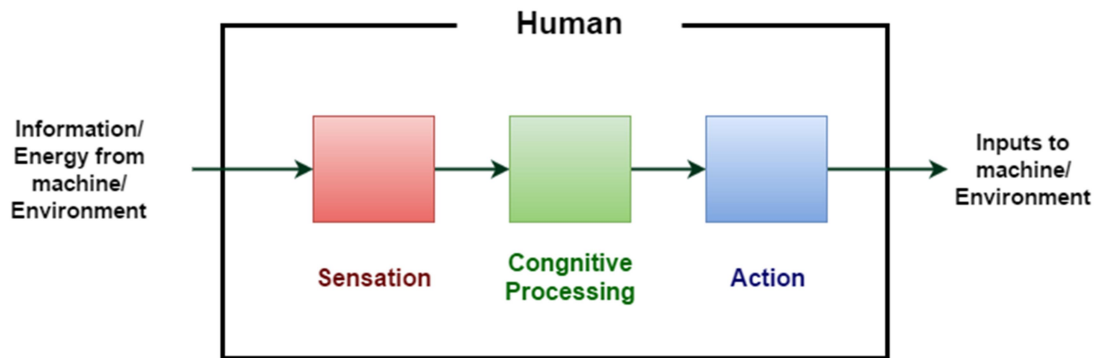 Human
Information/
Energy from
machine/
Environment
Inputs to
machine/
Environment
Sensation
Congnitive
Processing
Action